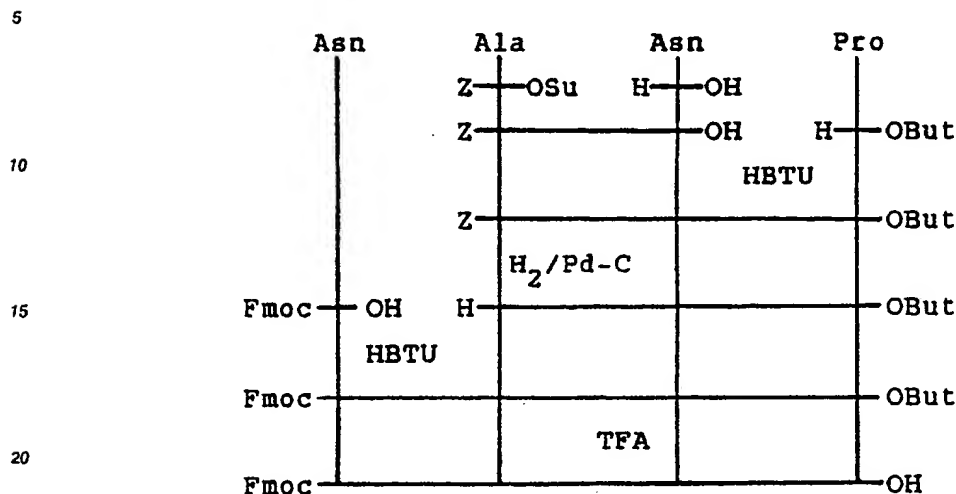 5
Asn Ala Asn Pro
Z OSu H OH
Z OH H OBut
10
HBTU
Z OBut
H2/Pd-C
15 Fmoc OH H OBut
HBTU
Fmoc OBut
TFA
20
Fmoc OH